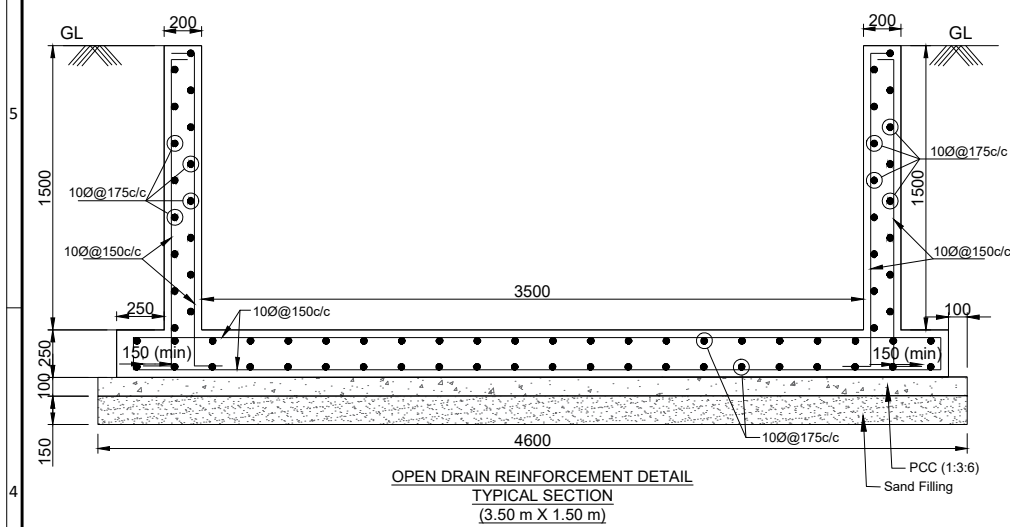 200
200
GL
GL
5
10Ø@175c/c
10Ø@175c/c
1500
1500
10Ø@150c/c
10Ø@150c/c
3500
250
10Ø@150c/c
100
250
150 (min)
150 (min)
100
150
10Ø@175c/c
4600
PCC (1:3:6)
Sand Filling
4
OPEN DRAIN REINFORCEMENT DETAIL
TYPICAL SECTION
(3.50 m X 1.50 m)